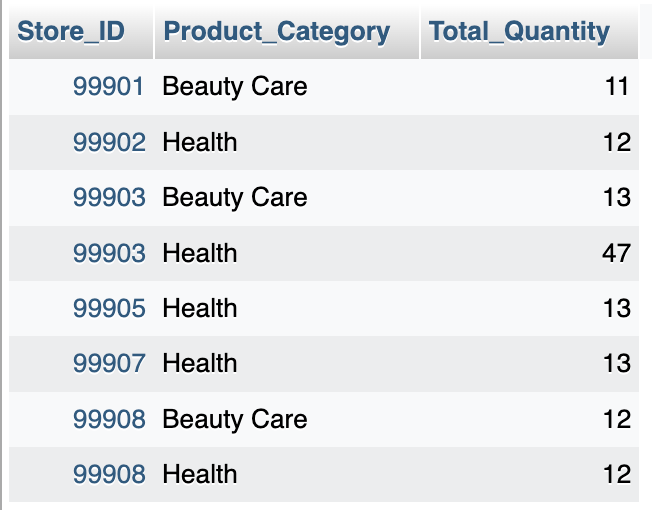 Store_ID Product_Category Total_Quantity
99901 Beauty Care 11
99902 Health 12
99903 Beauty Care 13
99903 Health 47
99905 Health 13
99907 Health 13
99908 Beauty Care 12
99908 Health 12